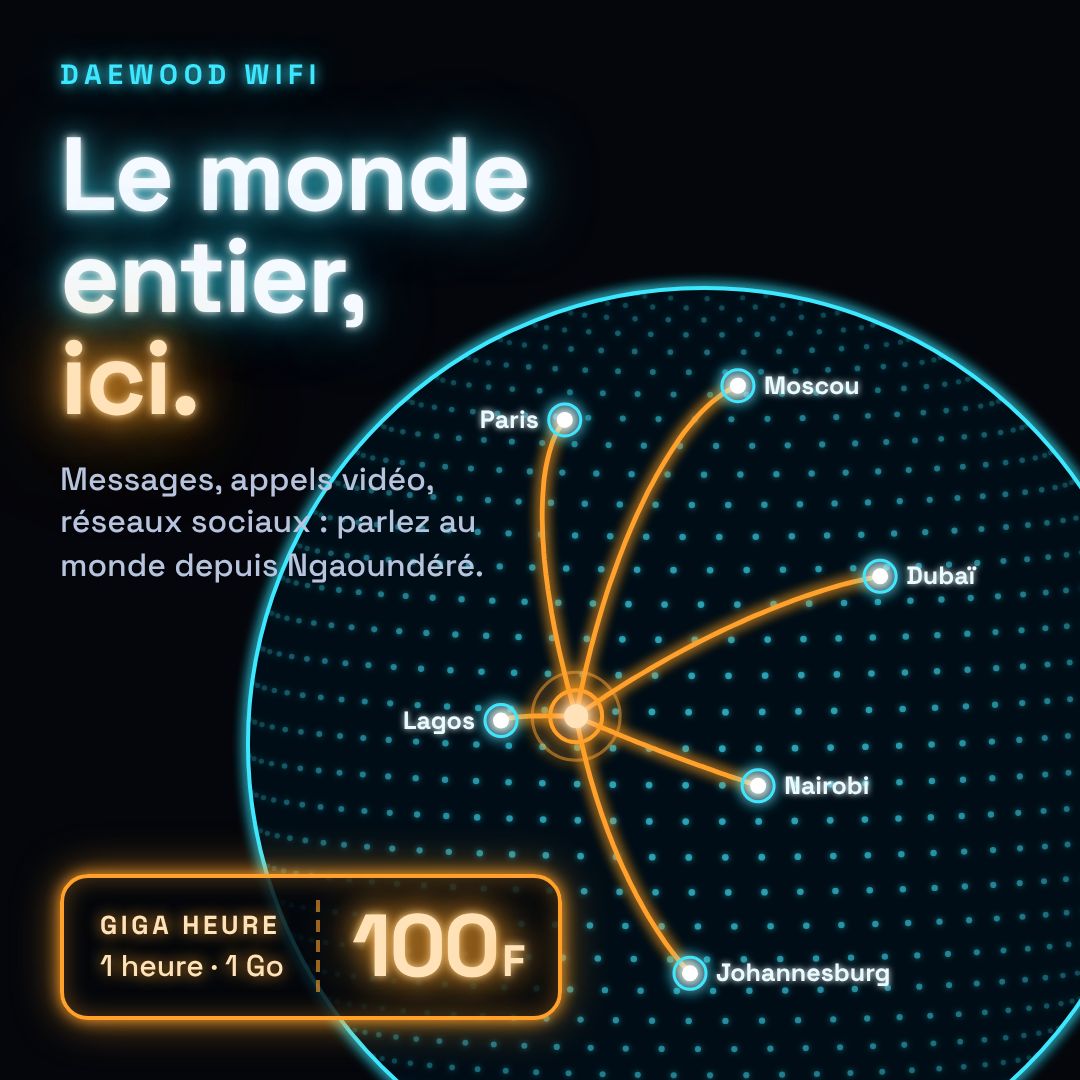 DAEWOOD WIFI
Le monde
entier,
ici.
Messages, appels vidéo,
réseaux sociaux : parlez au
monde depuis Ngaoundéré.
Paris
Moscou
Dubaï
Lagos
Nairobi
Johannesburg
GIGA HEURE
1 heure · 1 Go
100F